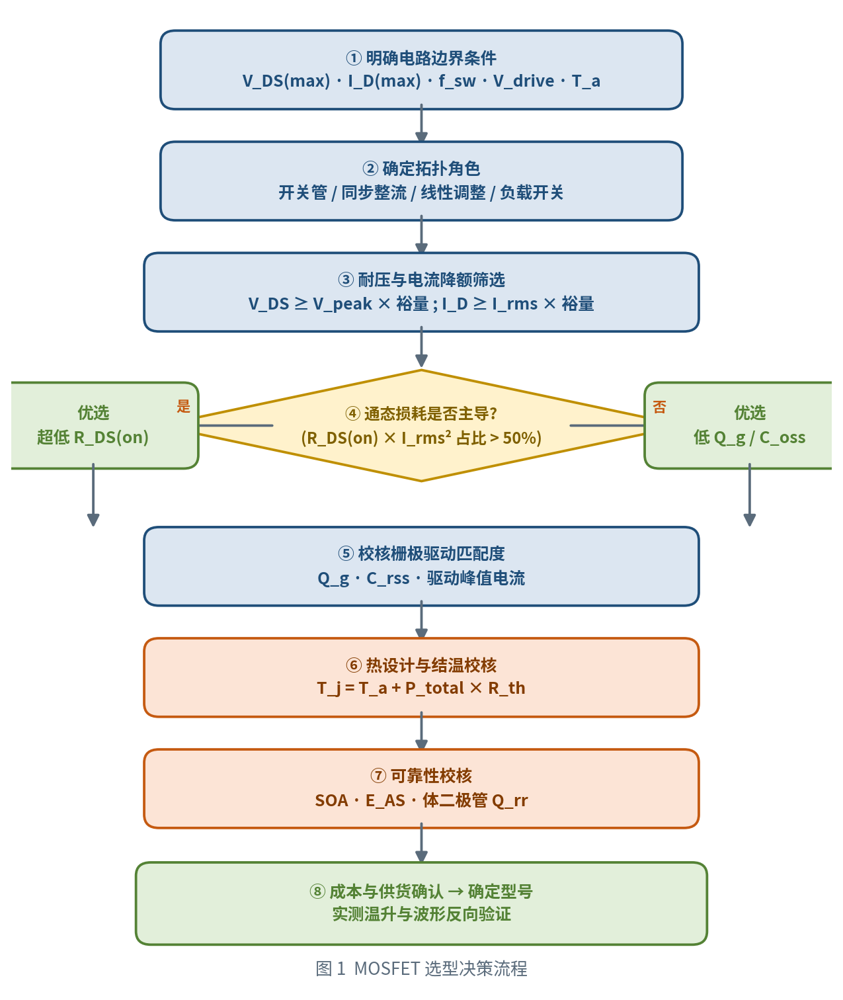 ① 明确电路边界条件
V_DS(max) · I_D(max) · f_sw · V_drive · T_a
② 确定拓扑角色
开关管 / 同步整流 / 线性调整 / 负载开关
③ 耐压与电流降额筛选
V_DS ≥ V_peak × 裕量 ; I_D ≥ I_rms × 裕量
④ 通态损耗是否主导?
(R_DS(on) × I_rms² 占比 > 50%)
是
优选
超低 R_DS(on)
否
优选
低 Q_g / C_oss
⑤ 校核栅极驱动匹配度
Q_g · C_rss · 驱动峰值电流
⑥ 热设计与结温校核
T_j = T_a + P_total × R_th
⑦ 可靠性校核
SOA · E_AS · 体二极管 Q_rr
⑧ 成本与供货确认 → 确定型号
实测温升与波形反向验证
图 1 MOSFET 选型决策流程